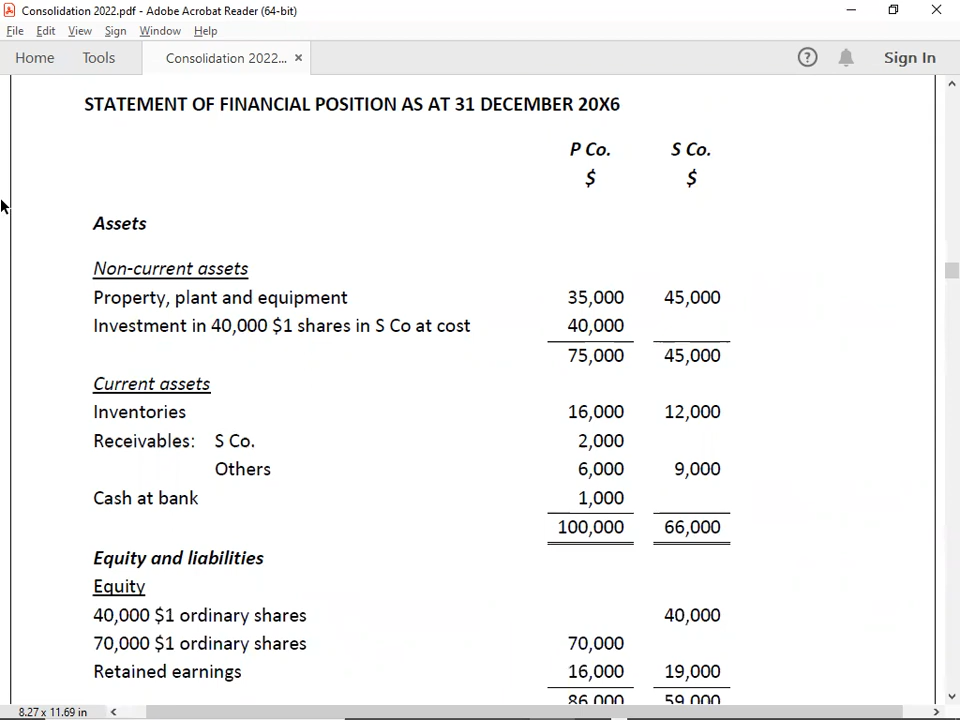 Consolidation 2022.pdf - Adobe Acrobat Reader (64-bit)
File Edit View Sign Window Help
Home Tools Consolidation 2022... × ? Sign In
STATEMENT OF FINANCIAL POSITION AS AT 31 DECEMBER 20X6
P Co. S Co.
$ $
Assets
Non-current assets
Property, plant and equipment 35,000 45,000
Investment in 40,000 $1 shares in S Co at cost 40,000
75,000 45,000
Current assets
Inventories 16,000 12,000
Receivables: S Co. 2,000
Others 6,000 9,000
Cash at bank 1,000
100,000 66,000
Equity and liabilities
Equity
40,000 $1 ordinary shares 40,000
70,000 $1 ordinary shares 70,000
Retained earnings 16,000 19,000
86,000 59,000
8.27 x 11.69 in